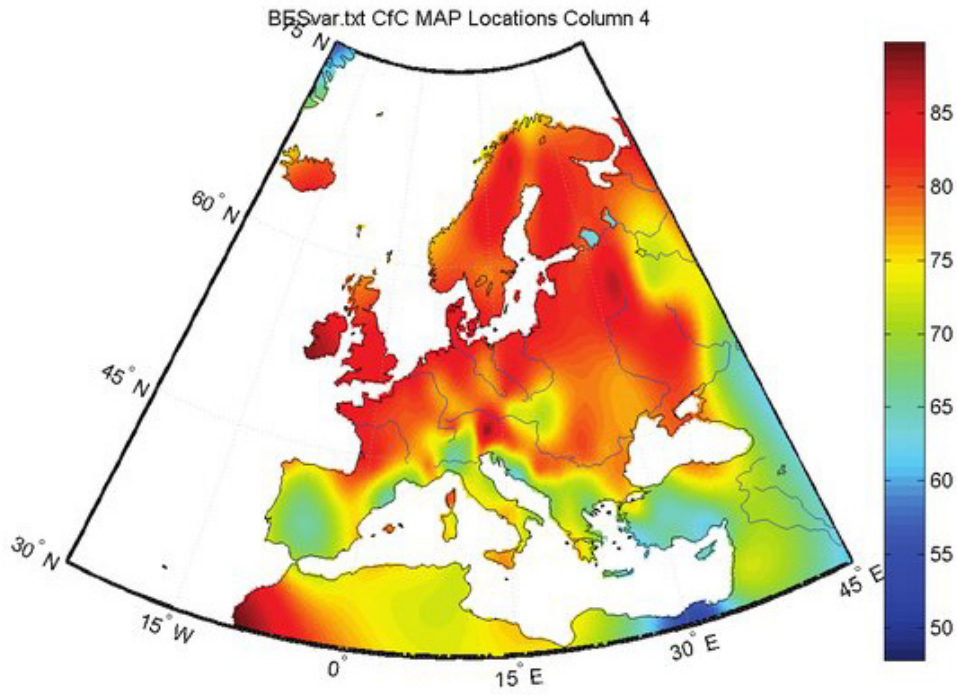 BESvar.txt CfC MAP Locations Column 4
75 ° N
60 ° N
45 ° N
30 ° N
15 ° W
0 °
15 ° E
30 ° E
45 ° E
85
80
75
70
65
60
55
50